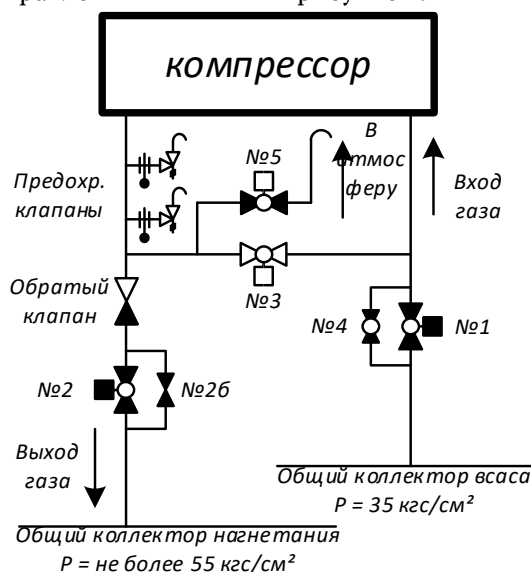 компрессор
В
атмос
феру
№5
Предохр.
клапаны
Вход
газа
№3
Обратый
клапан
№4
№1
№2
№2б
Выход
газа
Общий коллектор всаса
Р = 35 кгс/см²
Общий коллектор нагнетания
Р = не более 55 кгс/см²